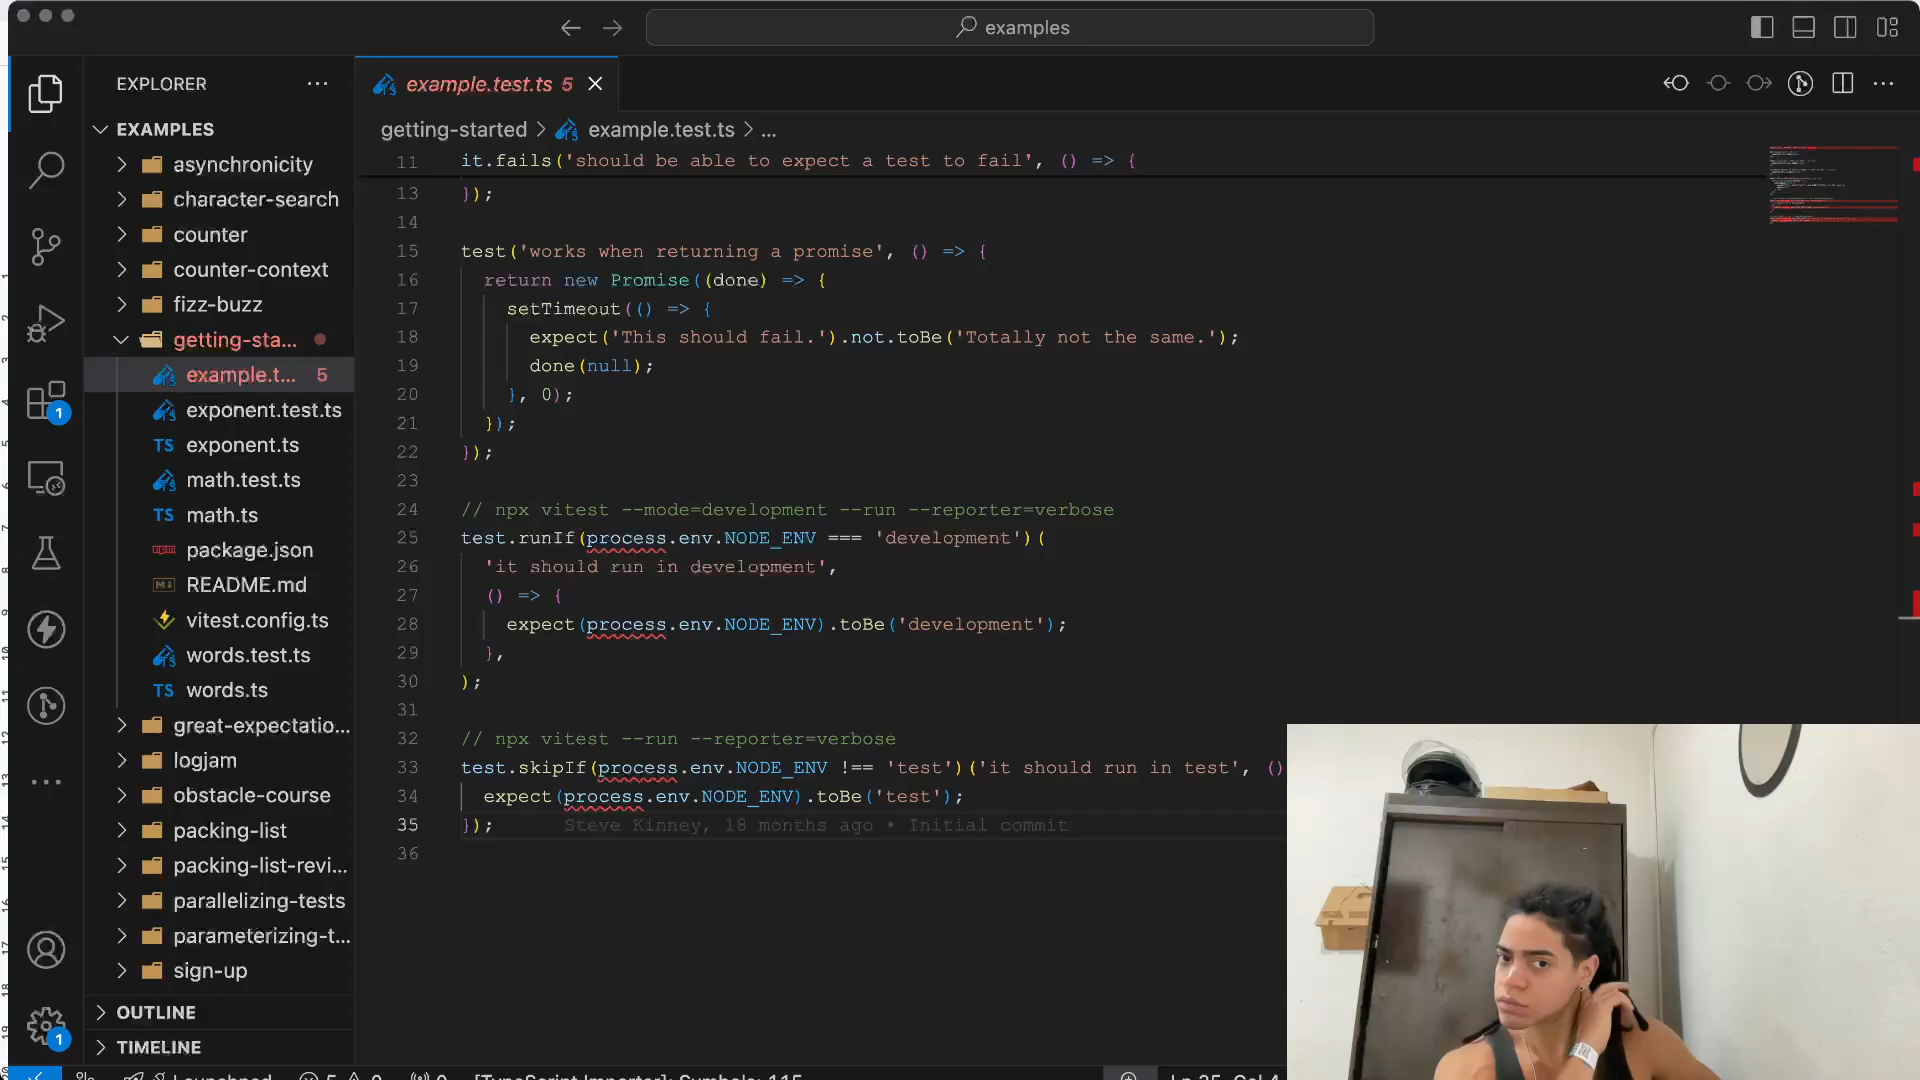 examples
EXPLORER
EXAMPLES
asynchronicity
character-search
counter
counter-context
fizz-buzz
getting-sta...
example.t... 5
exponent.test.ts
exponent.ts
math.test.ts
math.ts
package.json
README.md
vitest.config.ts
words.test.ts
words.ts
great-expectatio...
logjam
obstacle-course
packing-list
packing-list-revi...
parallelizing-tests
parameterizing-t...
sign-up
OUTLINE
TIMELINE
1
1
TS
TS
TS
example.test.ts 5
getting-started > example.test.ts > ...
11 it.fails('should be able to expect a test to fail', () => {
13 });
14
15 test('works when returning a promise', () => {
16 return new Promise((done) => {
17 setTimeout(() => {
18 expect('This should fail.').not.toBe('Totally not the same.');
19 done(null);
20 }, 0);
21 });
22 });
23
24 // npx vitest --mode=development --run --reporter=verbose
25 test.runIf(process.env.NODE_ENV === 'development')(
26 'it should run in development',
27 () => {
28 expect(process.env.NODE_ENV).toBe('development');
29 },
30 );
31
32 // npx vitest --run --reporter=verbose
33 test.skipIf(process.env.NODE_ENV !== 'test')('it should run in test', ()
34 expect(process.env.NODE_ENV).toBe('test');
35 }); Steve Kinney, 18 months ago • Initial commit
36